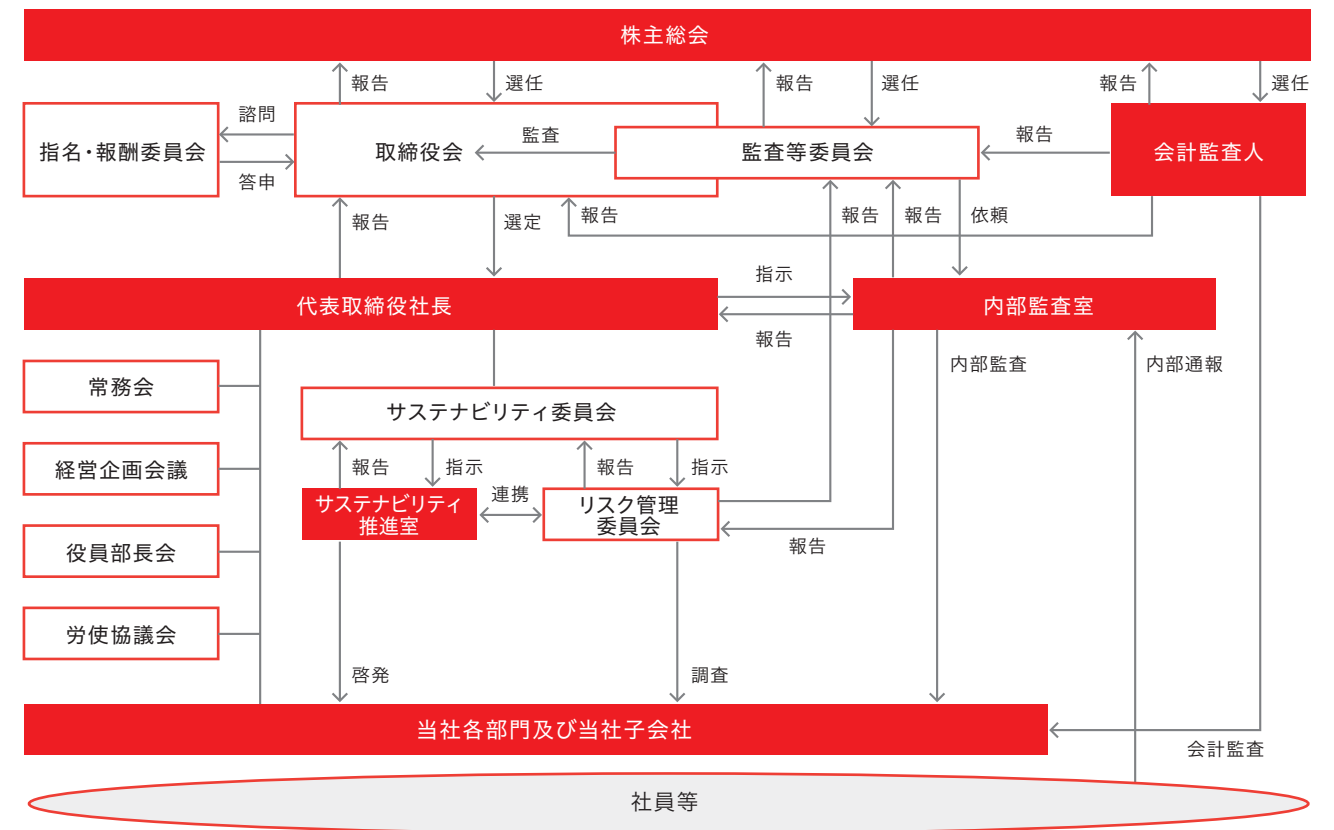 株主総会
報告
選任
報告
選任
報告
選任
指名・報酬委員会
諮問
答申
取締役会
監査
監査等委員会
報告
会計監査人
報告
選定
報告
報告
報告
依頼
代表取締役社長
指示
報告
内部監査室
常務会
経営企画会議
役員部長会
労使協議会
サステナビリティ委員会
内部監査
内部通報
報告
指示
報告
指示
サステナビリティ
推進室
連携
リスク管理
委員会
報告
啓発
調査
当社各部門及び当社子会社
会計監査
社員等